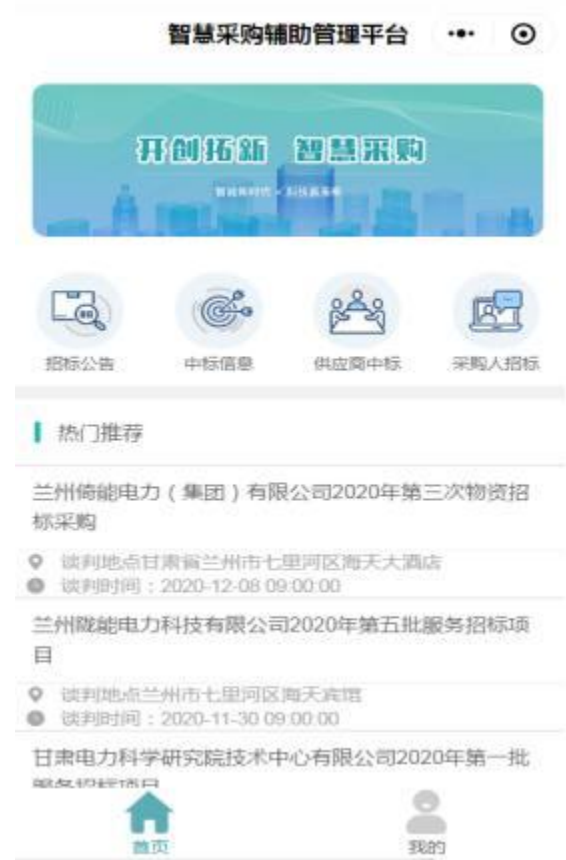 智慧采购辅助管理平台
开创拓新 智慧采购
招标公告
中标信息
供应商中标
采购人招标
热门推荐
兰州倚能电力（集团）有限公司2020年第三次物资招
标采购
谈判地点甘肃省兰州市七里河区海天大酒店
谈判时间：2020-12-08 09:00:00
兰州陇能电力科技有限公司2020年第五批服务招标项
目
谈判地点兰州市七里河区海天宾馆
谈判时间：2020-11-30 09:00:00
甘肃电力科学研究院技术中心有限公司2020年第一批
服务招标项目
首页
我的